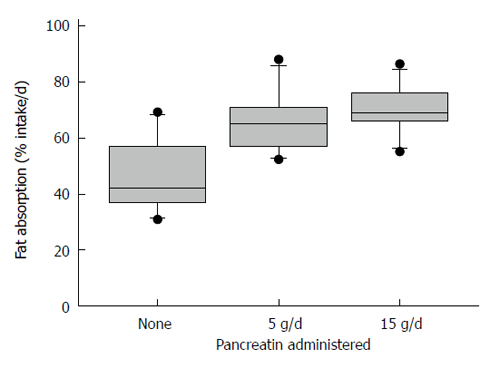 Fat absorption (% intake/d)
100
80
60
40
20
0
None 5 g/d 15 g/d
Pancreatin administered